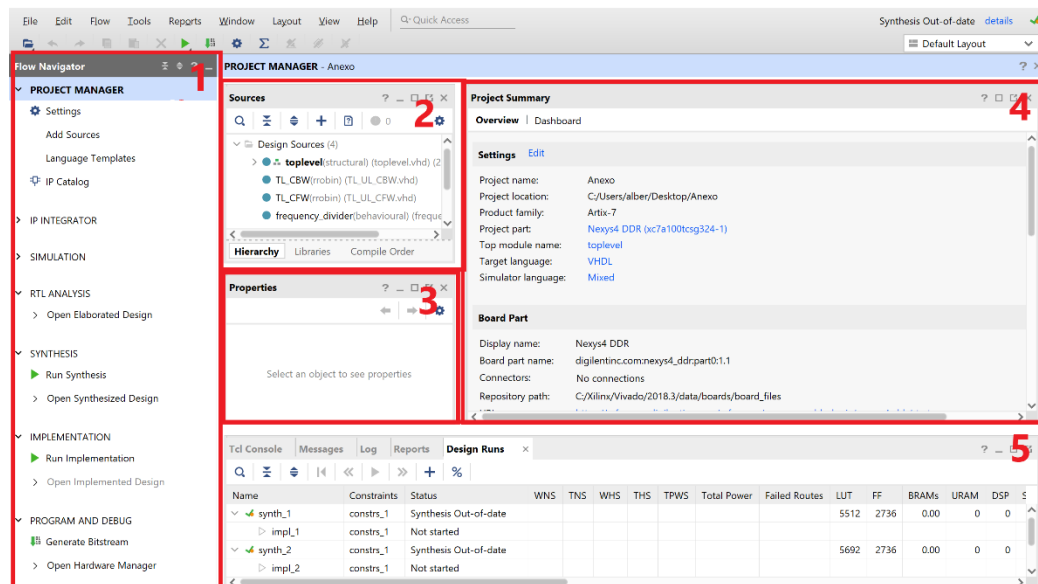 File Edit Flow Tools Reports Window Layout View Help Q- Quick Access Synthesis Out-of-date details
Default Layout
Flow Navigator 1
PROJECT MANAGER
Settings
Add Sources
Language Templates
IP Catalog
IP INTEGRATOR
SIMULATION
RTL ANALYSIS
Open Elaborated Design
SYNTHESIS
Run Synthesis
Open Synthesized Design
IMPLEMENTATION
Run Implementation
Open Implemented Design
PROGRAM AND DEBUG
Generate Bitstream
Open Hardware Manager
PROJECT MANAGER - Anexo
Sources 2
0
Design Sources (4)
toplevel(structural) (toplevel.vhd) (2
TL_CBW(rrobin) (TL_UL_CBW.vhd)
TL_CFW(rrobin) (TL_UL_CFW.vhd)
frequency_divider(behavioural) (freque
Hierarchy Libraries Compile Order
Properties 3
Select an object to see properties
Project Summary 4
Overview | Dashboard
Settings Edit
Project name: Anexo
Project location: C:/Users/alber/Desktop/Anexo
Product family: Artix-7
Project part: Nexys4 DDR (xc7a100tcsg324-1)
Top module name: toplevel
Target language: VHDL
Simulator language: Mixed
Board Part
Display name: Nexys4 DDR
Board part name: digilentinc.com:nexys4_ddr:part0:1.1
Connectors: No connections
Repository path: C:/Xilinx/Vivado/2018.3/data/boards/board_files
Tcl Console Messages Log Reports Design Runs 5
Name Constraints Status WNS TNS WHS THS TPWS Total Power Failed Routes LUT FF BRAMs URAM DSP S
synth_1 constrs_1 Synthesis Out-of-date 5512 2736 0.00 0 0
impl_1 constrs_1 Not started
synth_2 constrs_1 Synthesis Out-of-date 5692 2736 0.00 0 0
impl_2 constrs_1 Not started